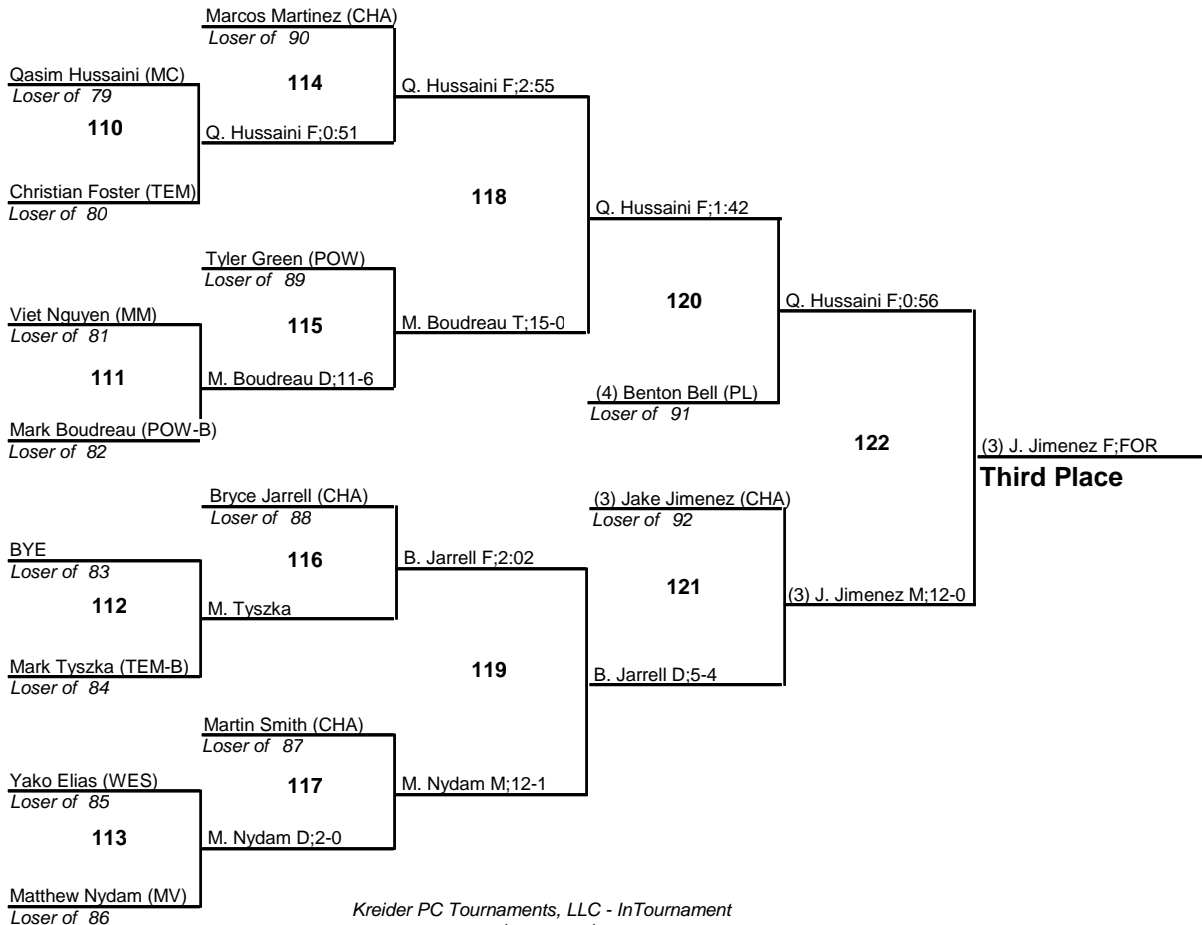 Marcos Martinez (CHA)
Loser of 90
Qasim Hussaini (MC)
Loser of 79
114
Q. Hussaini F;2:55
110
Q. Hussaini F;0:51
Christian Foster (TEM)
Loser of 80
118
Q. Hussaini F;1:42
Tyler Green (POW)
Loser of 89
120
Q. Hussaini F;0:56
Viet Nguyen (MM)
Loser of 81
115
M. Boudreau T;15-0
111
M. Boudreau D;11-6
(4) Benton Bell (PL)
Loser of 91
Mark Boudreau (POW-B)
Loser of 82
122
(3) J. Jimenez F;FOR
Third Place
Bryce Jarrell (CHA)
Loser of 88
(3) Jake Jimenez (CHA)
Loser of 92
BYE
Loser of 83
116
B. Jarrell F;2:02
121
112
M. Tyszka
(3) J. Jimenez M;12-0
Mark Tyszka (TEM-B)
Loser of 84
119
B. Jarrell D;5-4
Martin Smith (CHA)
Loser of 87
Yako Elias (WES)
Loser of 85
117
M. Nydam M;12-1
113
M. Nydam D;2-0
Matthew Nydam (MV)
Loser of 86
Kreider PC Tournaments, LLC - InTournament